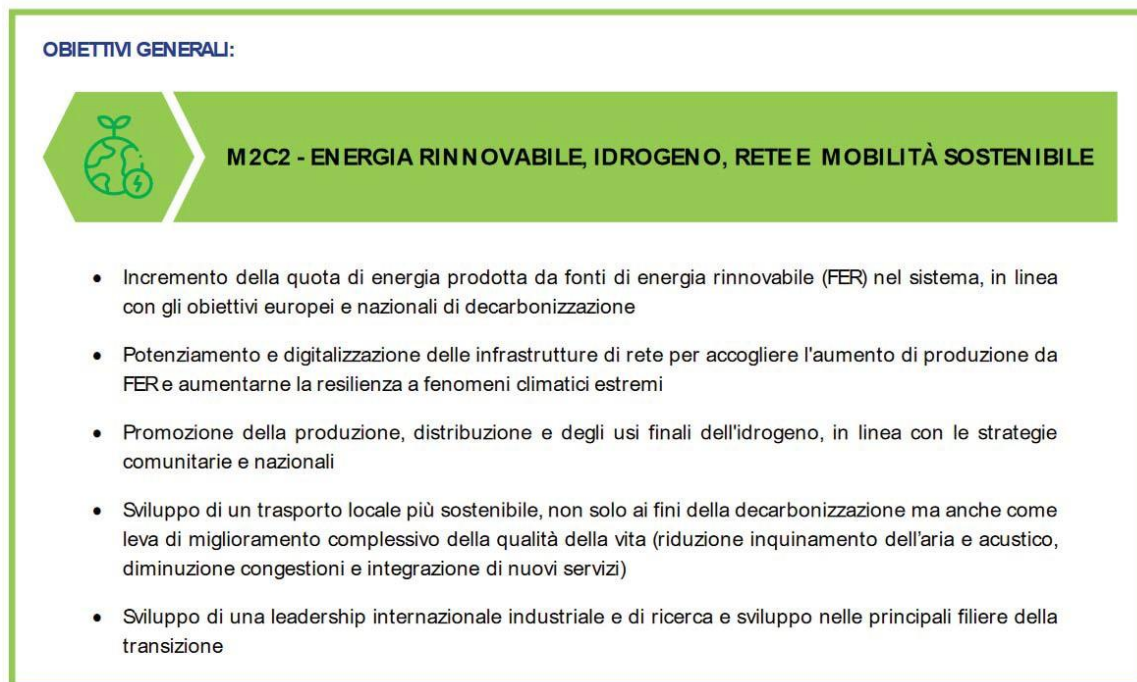 OBIETTIVI GENERALI:
M2C2 - ENERGIA RINNOVABILE, IDROGENO, RETE E MOBILITÀ SOSTENIBILE
• Incremento della quota di energia prodotta da fonti di energia rinnovabile (FER) nel sistema, in linea
con gli obiettivi europei e nazionali di decarbonizzazione
• Potenziamento e digitalizzazione delle infrastrutture di rete per accogliere l'aumento di produzione da
FER e aumentarne la resilienza a fenomeni climatici estremi
• Promozione della produzione, distribuzione e degli usi finali dell'idrogeno, in linea con le strategie
comunitarie e nazionali
• Sviluppo di un trasporto locale più sostenibile, non solo ai fini della decarbonizzazione ma anche come
leva di miglioramento complessivo della qualità della vita (riduzione inquinamento dell’aria e acustico,
diminuzione congestioni e integrazione di nuovi servizi)
• Sviluppo di una leadership internazionale industriale e di ricerca e sviluppo nelle principali filiere della
transizione